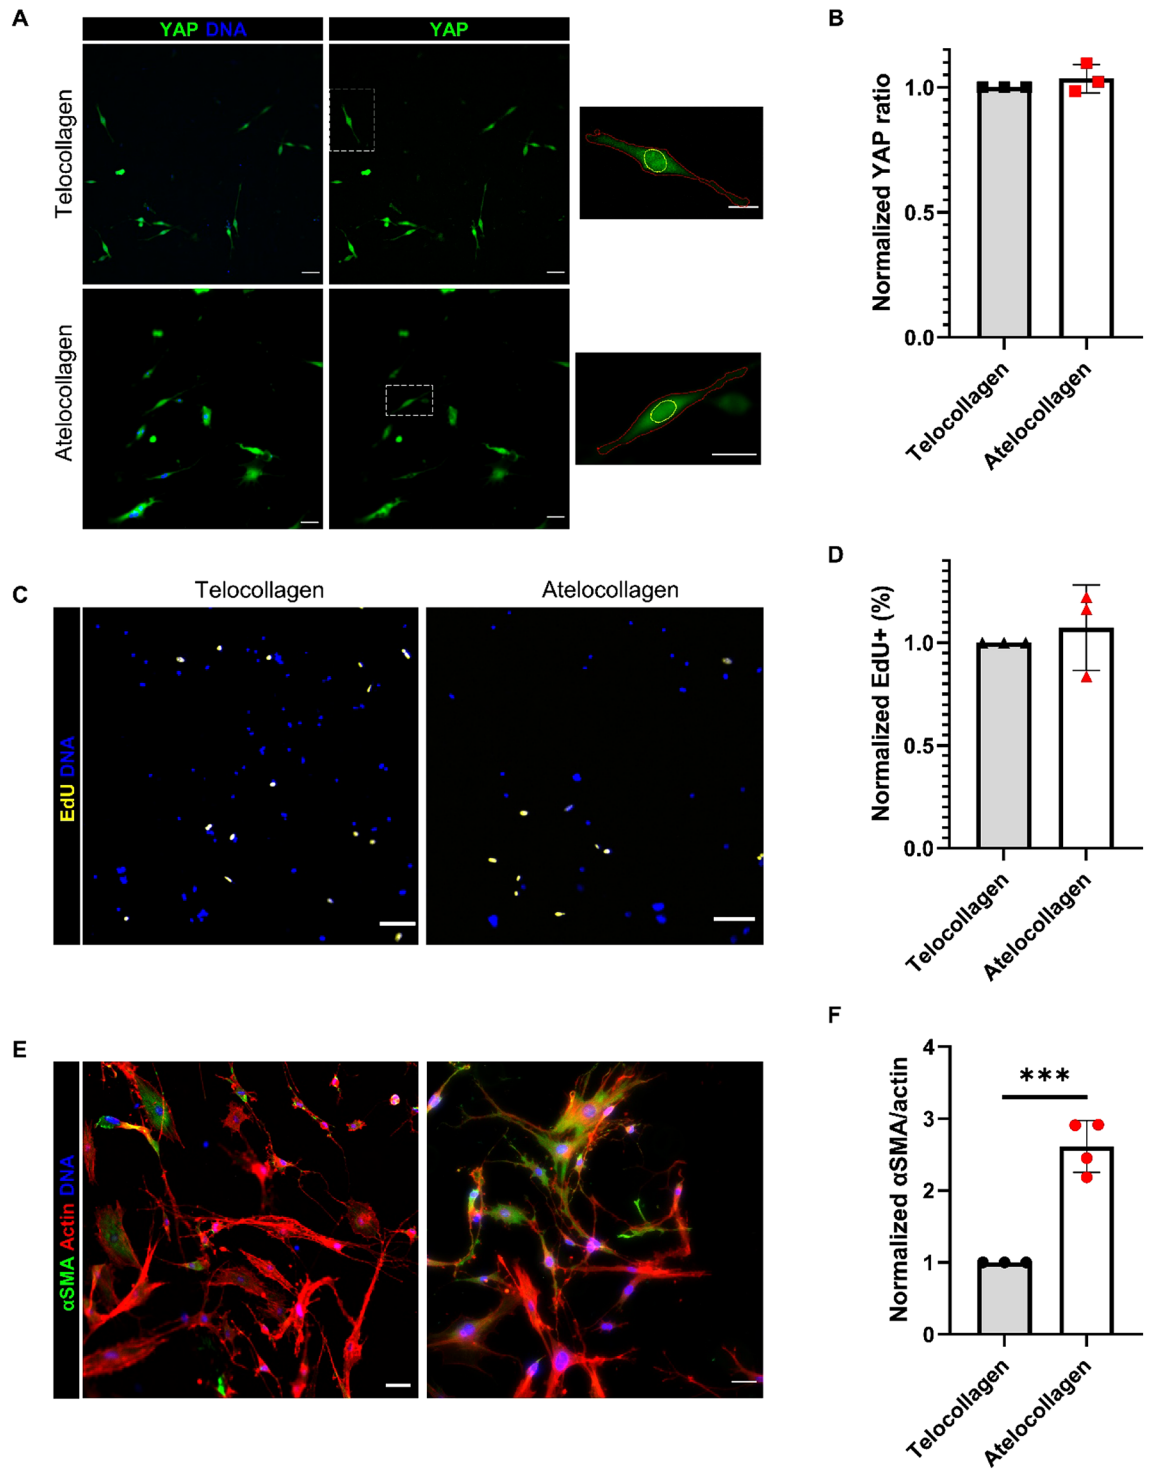 A
YAP DNA
YAP
Telocollagen
Atelocollagen
B
Normalized YAP ratio
1.0
0.5
0.0
Telocollagen
Atelocollagen
C
Telocollagen
Atelocollagen
EdU DNA
D
Normalized EdU+ (%)
1.0
0.5
0.0
Telocollagen
Atelocollagen
E
αSMA Actin DNA
F
Normalized αSMA/actin
4
3
2
1
0
***
Telocollagen
Atelocollagen